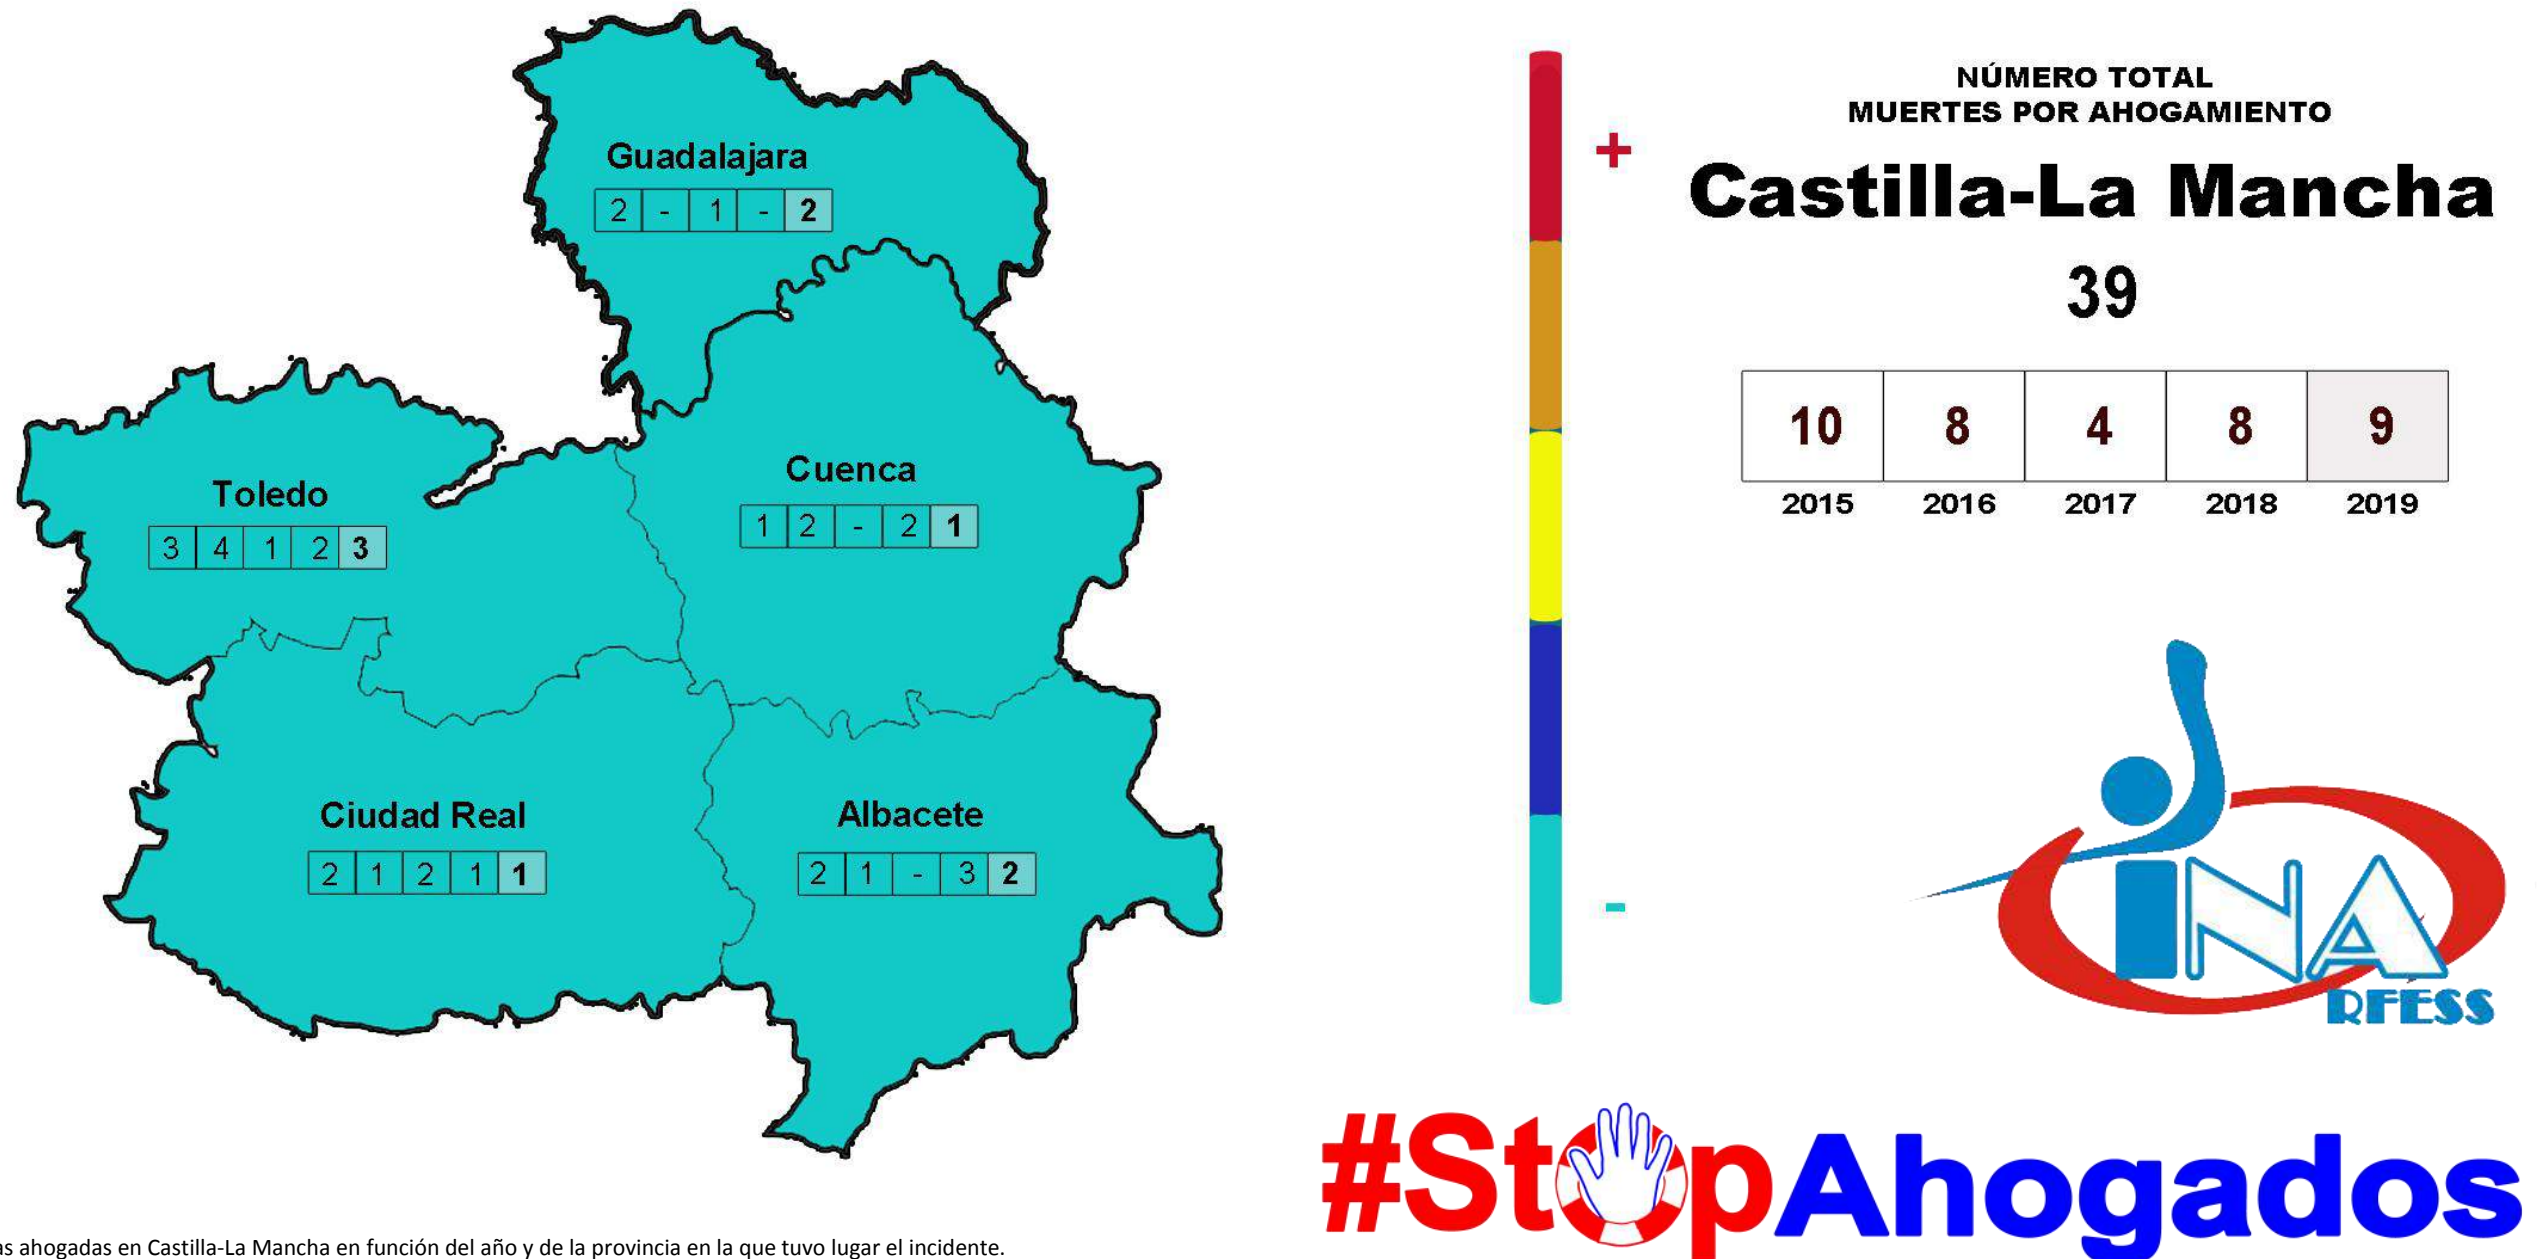 Guadalajara
2 - 1 - 2
Toledo
3 4 1 2 3
Cuenca
1 2 - 2 1
Ciudad Real
2 1 2 1 1
Albacete
2 1 - 3 2
+
-
NÚMERO TOTAL
MUERTES POR AHOGAMIENTO
Castilla-La Mancha
39
10 8 4 8 9
2015 2016 2017 2018 2019
iNA
RFESS
#StopAhogados
ahogadas en Castilla-La Mancha en función del año y de la provincia en la que tuvo lugar el incidente.